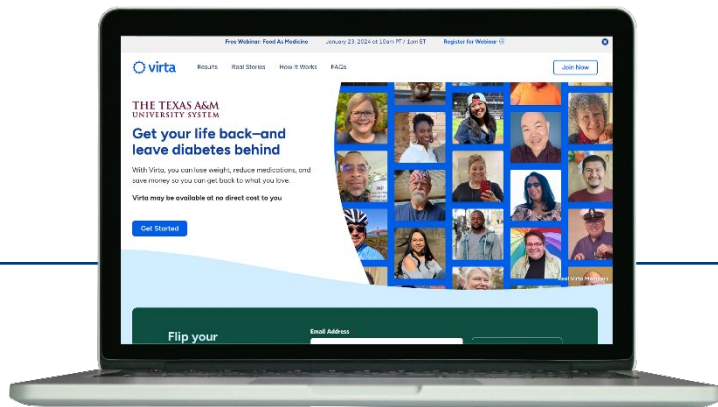 Free Webinar: Food As Medicine January 23, 2024 at 10am PT / 1pm ET Register for Webinar
virta Results Real Stories How It Works FAQs Join Now
THE TEXAS A&M
UNIVERSITY SYSTEM
Get your life back—and
leave diabetes behind
With Virta, you can lose weight, reduce medications, and
save money so you can get back to what you love.
Virta may be available at no direct cost to you
Get Started
Real Virta Members
Flip your
Email Address